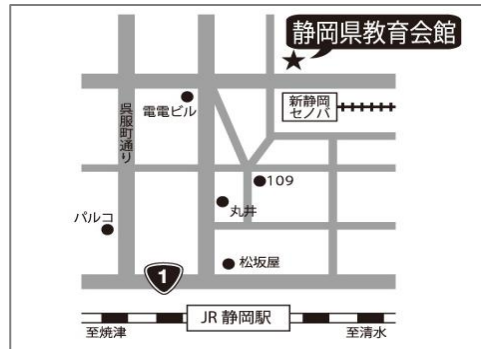 静岡県教育会館
新静岡
セノバ
電電ビル
呉服町通り
109
丸井
パルコ
松坂屋
1
JR 静岡駅
至焼津
至清水